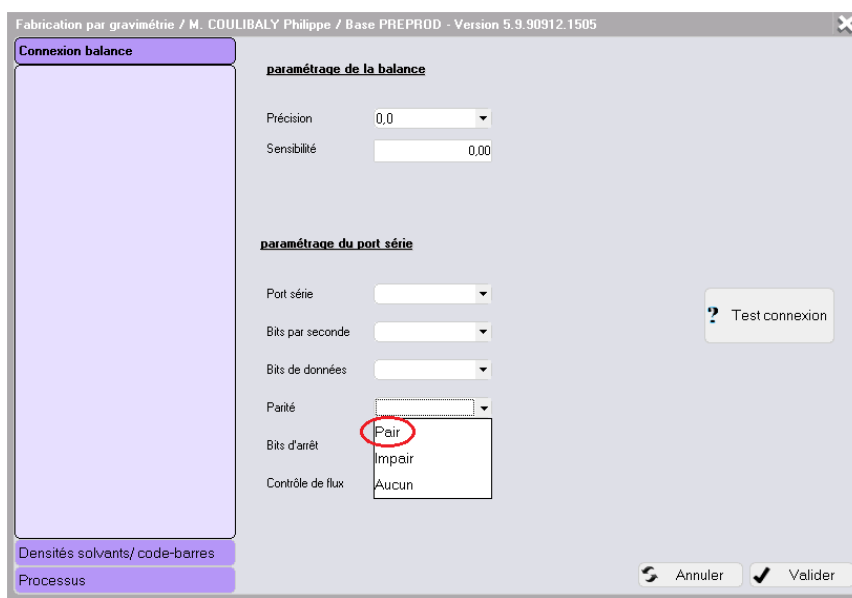 Fabrication par gravimétrie / M. COULIBALY Philippe / Base PREPROD - Version 5.9.90912.1505
Connexion balance
paramétrage de la balance
Précision 0,0
Sensibilité 0,00
paramétrage du port série
Port série
? Test connexion
Bits par seconde
Bits de données
Parité
Pair
Bits d'arrêt
Impair
Contrôle de flux
Aucun
Densités solvants/ code-barres
Processus
Annuler
Valider